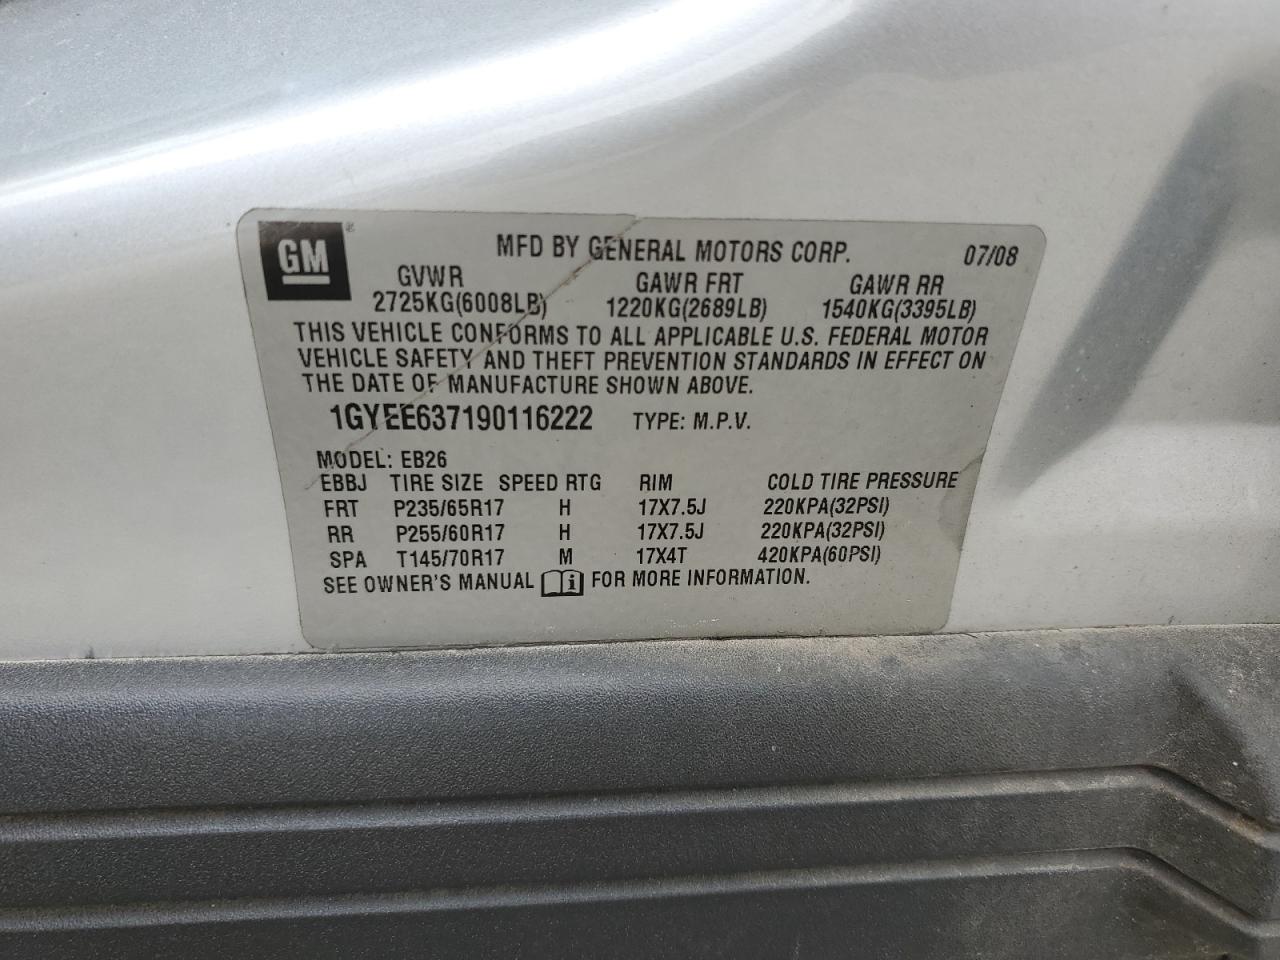 GM®
MFD BY GENERAL MOTORS CORP. 07/08
GVWR GAWR FRT GAWR RR
2725KG(6008LB) 1220KG(2689LB) 1540KG(3395LB)
THIS VEHICLE CONFORMS TO ALL APPLICABLE U.S. FEDERAL MOTOR
VEHICLE SAFETY AND THEFT PREVENTION STANDARDS IN EFFECT ON
THE DATE OF MANUFACTURE SHOWN ABOVE.
1GYEE637190116222 TYPE: M.P.V.
MODEL: EB26
EBBJ TIRE SIZE SPEED RTG RIM COLD TIRE PRESSURE
FRT P235/65R17 H 17X7.5J 220KPA(32PSI)
RR P255/60R17 H 17X7.5J 220KPA(32PSI)
SPA T145/70R17 M 17X4T 420KPA(60PSI)
SEE OWNER'S MANUAL i FOR MORE INFORMATION.